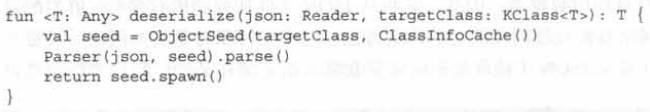 fun <T: Any> deserialize(json: Reader, targetClass: KClass<T>): T {
    val seed = ObjectSeed(targetClass, ClassInfoCache())
    Parser(json, seed).parse()
    return seed.spawn()
}